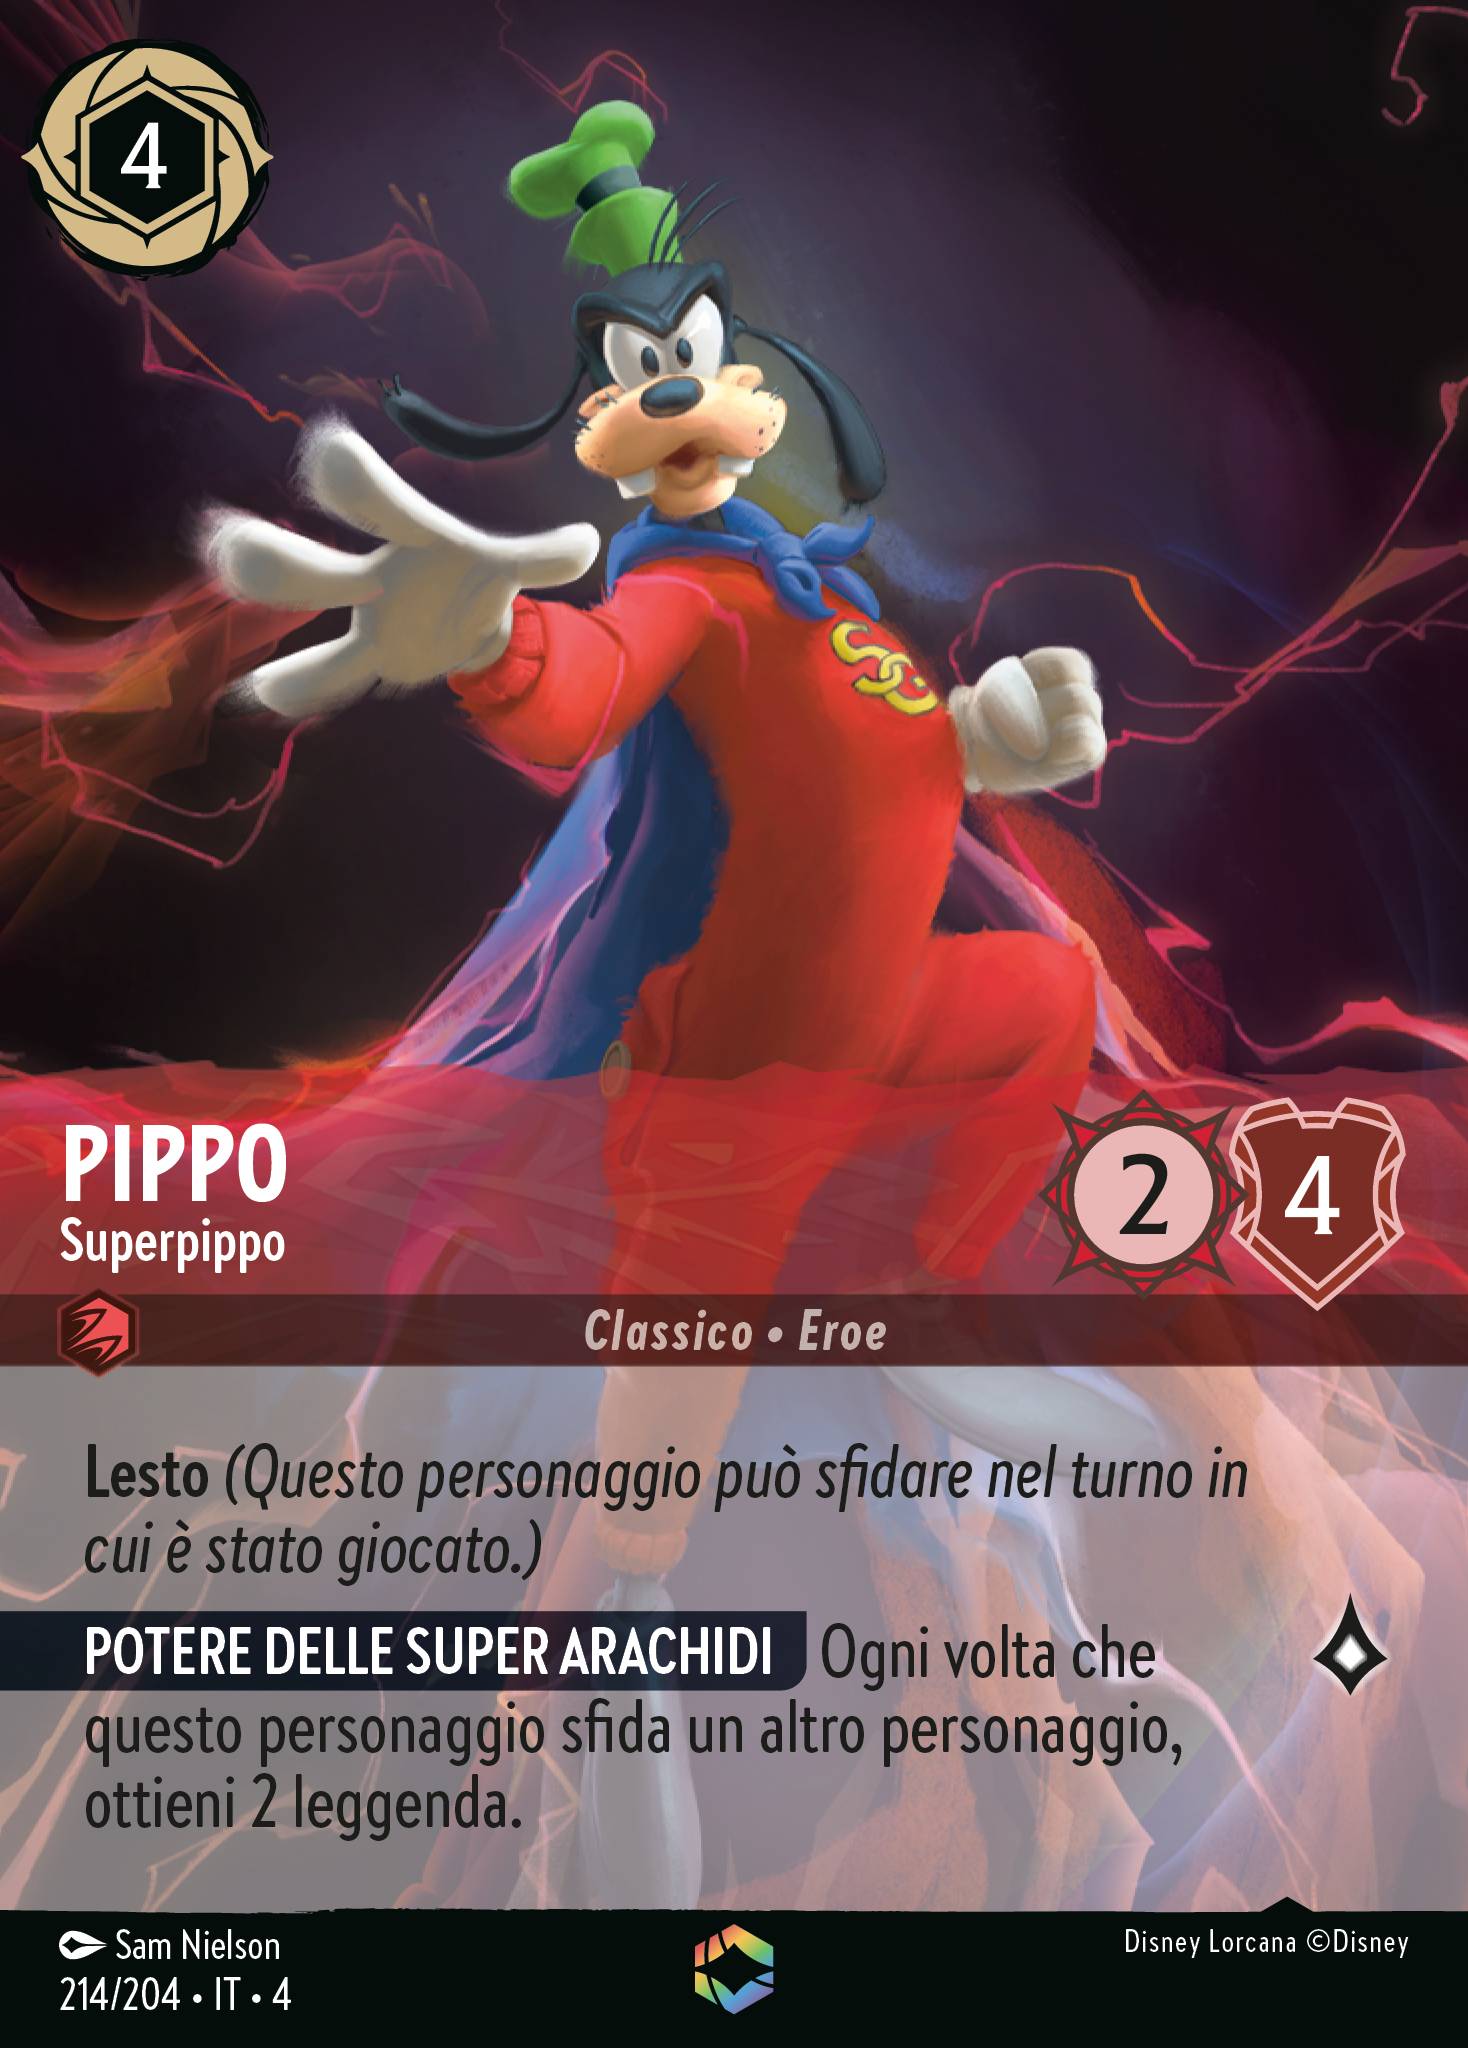 4
PIPPO
Superpippo
2
4
Classico • Eroe
Lesto (Questo personaggio può sfidare nel turno in
cui è stato giocato.)
POTERE DELLE SUPER ARACHIDI Ogni volta che
questo personaggio sfida un altro personaggio,
ottieni 2 leggenda.
Sam Nielson
214/204 • IT • 4
Disney Lorcana ©Disney
SG